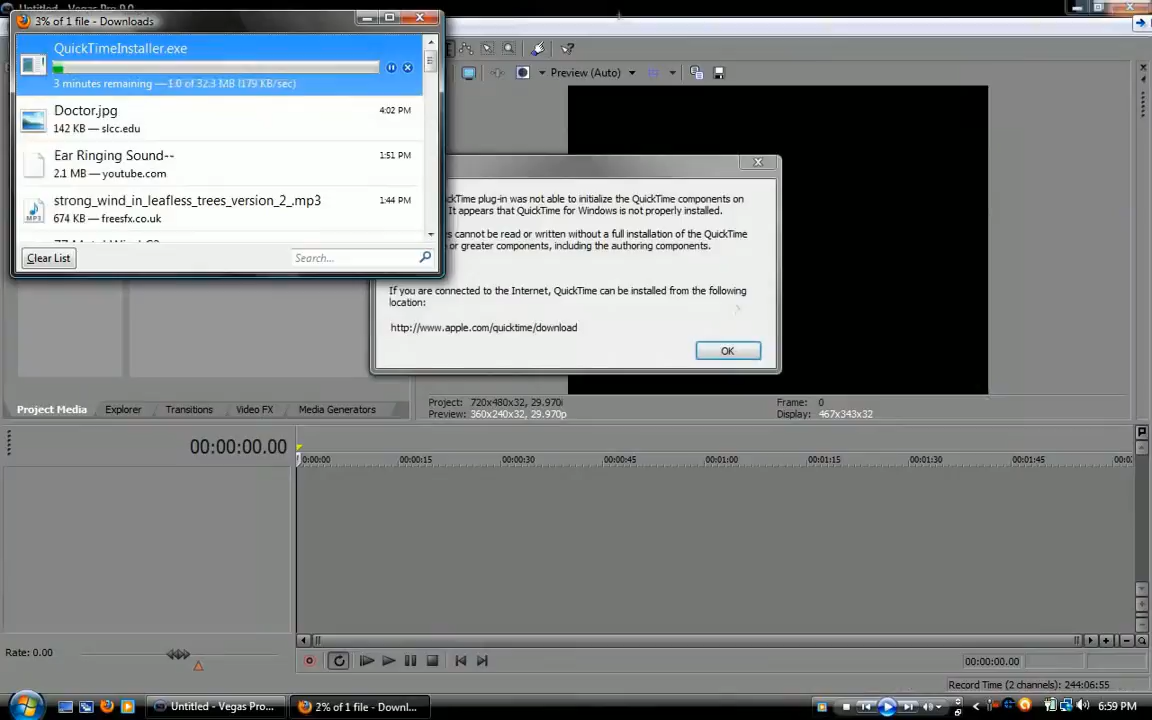 Untitled - Vegas Pro 9.0
3% of 1 file - Downloads
QuickTimeInstaller.exe
3 minutes remaining — 1.0 of 32.3 MB (179 KB/sec)
Doctor.jpg
4:02 PM
142 KB — slcc.edu
Ear Ringing Sound--
1:51 PM
2.1 MB — youtube.com
strong_wind_in_leafless_trees_version_2_.mp3
1:44 PM
674 KB — freesfx.co.uk
Clear List
Search...
Preview (Auto)
kTime plug-in was not able to initialize the QuickTime components on
It appears that QuickTime for Windows is not properly installed.
cannot be read or written without a full installation of the QuickTime
or greater components, including the authoring components.
If you are connected to the Internet, QuickTime can be installed from the following
location:
http://www.apple.com/quicktime/download
OK
Project: 720x480x32, 29.970i
Frame: 0
Preview: 360x240x32, 29.970p
Display: 467x343x32
Project Media
Explorer
Transitions
Video FX
Media Generators
00:00:00.00
0:00:00
00:00:15
00:00:30
00:00:45
00:01:00
00:01:15
00:01:30
00:01:45
Rate: 0.00
00:00:00.00
Record Time (2 channels): 244:06:55
Untitled - Vegas Pro...
2% of 1 file - Downl...
6:59 PM